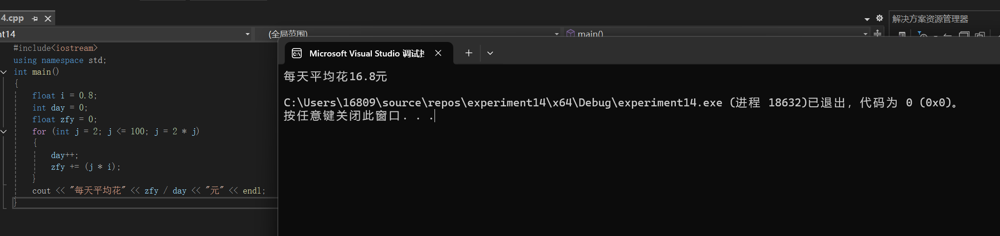 4.cpp
解决方案资源管理器
nt14
(全局范围)
main()
#include<iostream>
using namespace std;
int main()
{
float i = 0.8;
int day = 0;
float zfy = 0;
for (int j = 2; j <= 100; j = 2 * j)
{
day++;
zfy += (j * i);
}
cout << "每天平均花" << zfy / day << "元" << endl;
}
Microsoft Visual Studio 调试
每天平均花16.8元
C:\Users\16809\source\repos\experiment14\x64\Debug\experiment14.exe (进程 18632)已退出，代码为 0 (0x0)。
按任意键关闭此窗口. . .